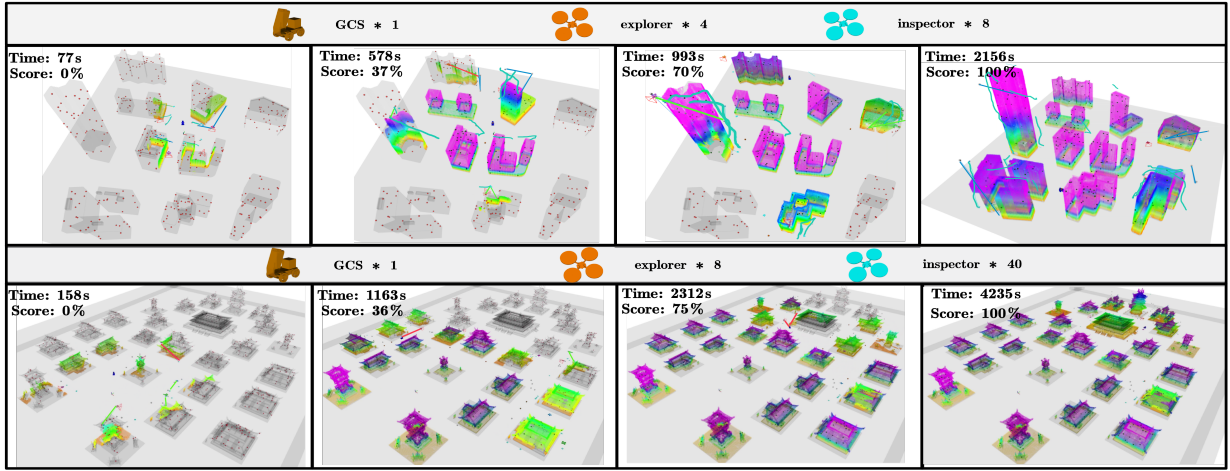 GCS * 1 explorer * 4 inspector * 8
Time: 77s
Score: 0%
Time: 578s
Score: 37%
Time: 993s
Score: 70%
Time: 2156s
Score: 100%
GCS * 1 explorer * 8 inspector * 40
Time: 158s
Score: 0%
Time: 1163s
Score: 36%
Time: 2312s
Score: 75%
Time: 4235s
Score: 100%